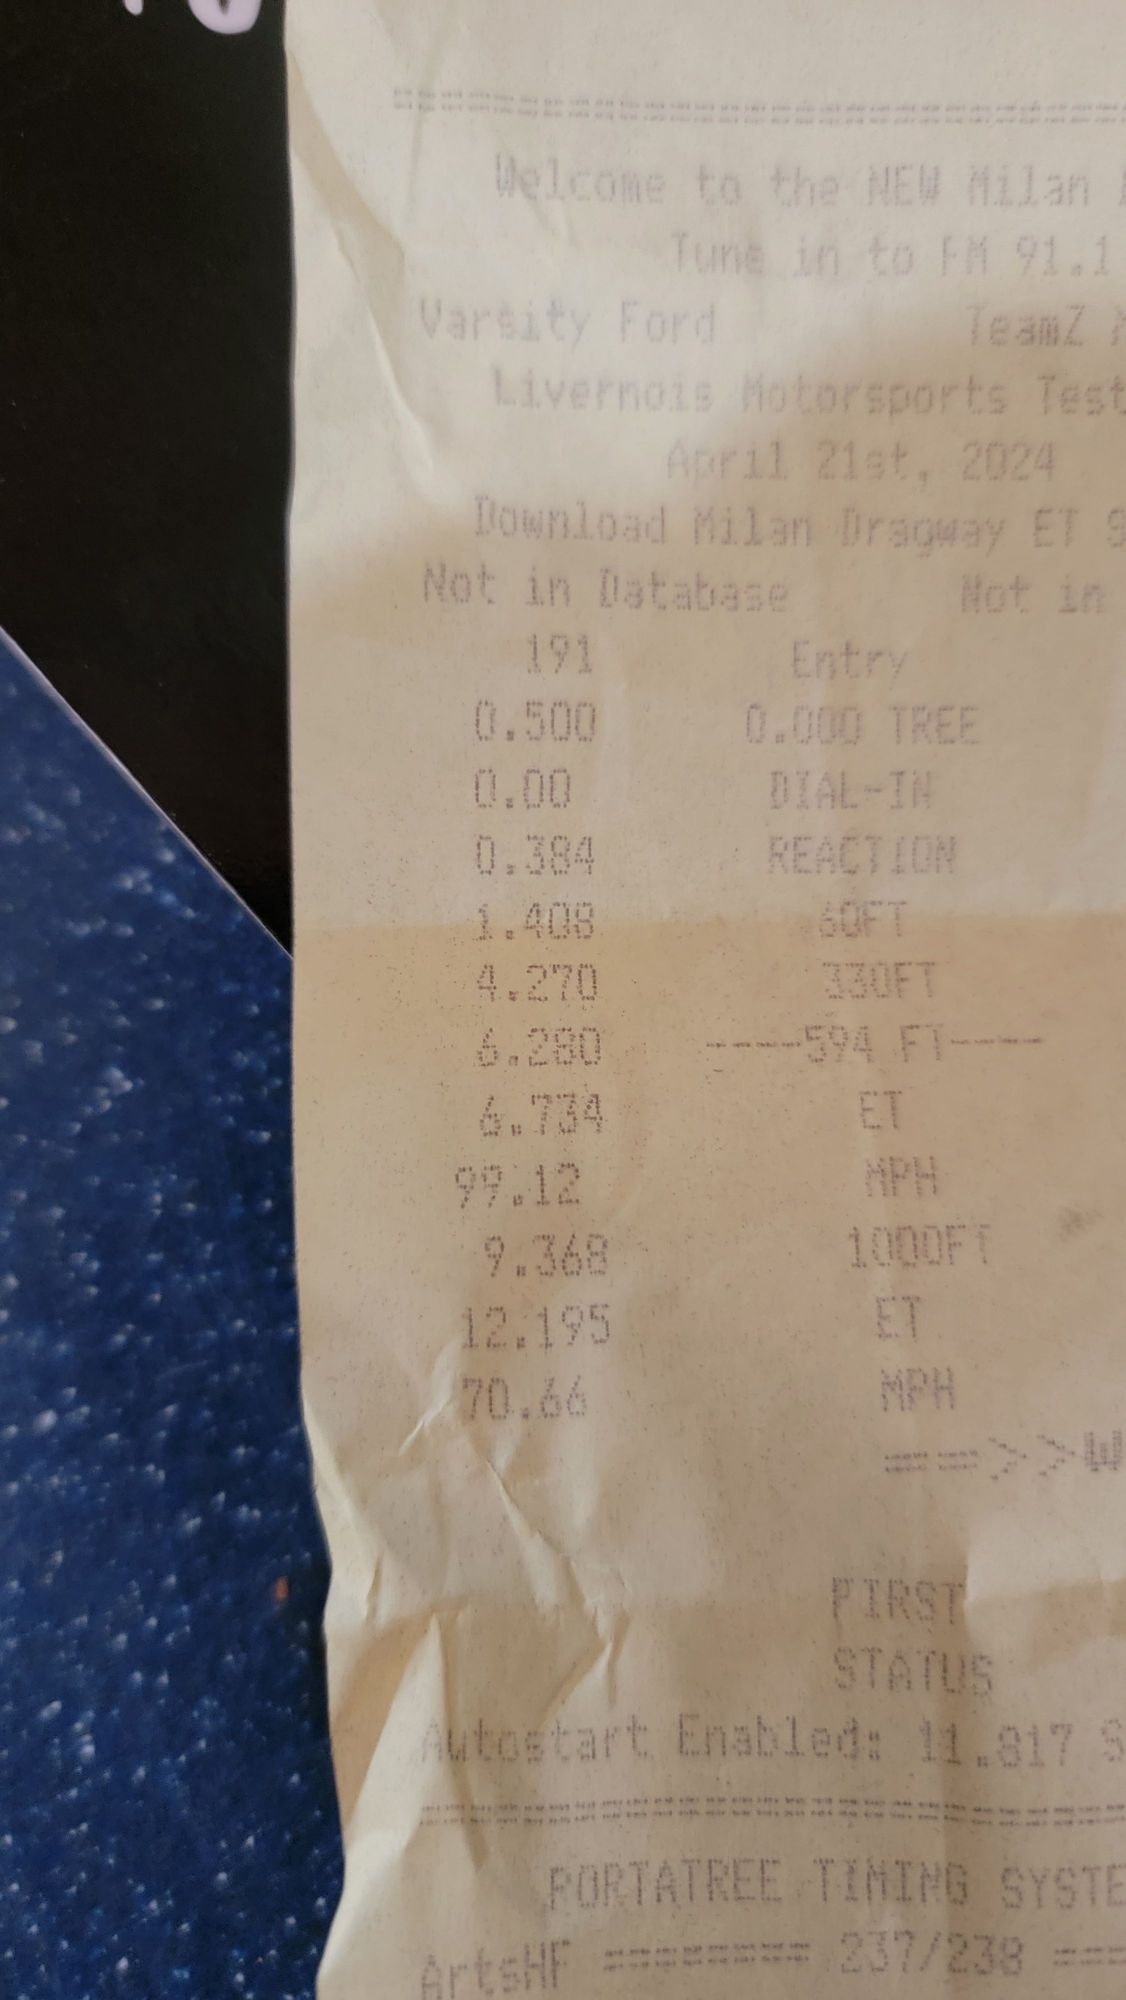 =============================
Welcome to the NEW Milan
Tune in to FM 91.1
Varsity Ford TeamZ
Livernois Motorsports Test
April 21st, 2024
Download Milan Dragway ET
Not in Database Not in
191 Entry
0.500 0.000 TREE
0.00 DIAL-IN
0.384 REACTION
1.408 60FT
4.270 330FT
6.280 ----594 FT----
6.734 ET
99.12 MPH
9.368 1000FT
12.195 ET
70.66 MPH
==>>W
FIRST
STATUS
Autostart Enabled: 11.817 S
=============================
PORTATREE TIMING SYSTE
ArtsHF ======= 237/238 ====